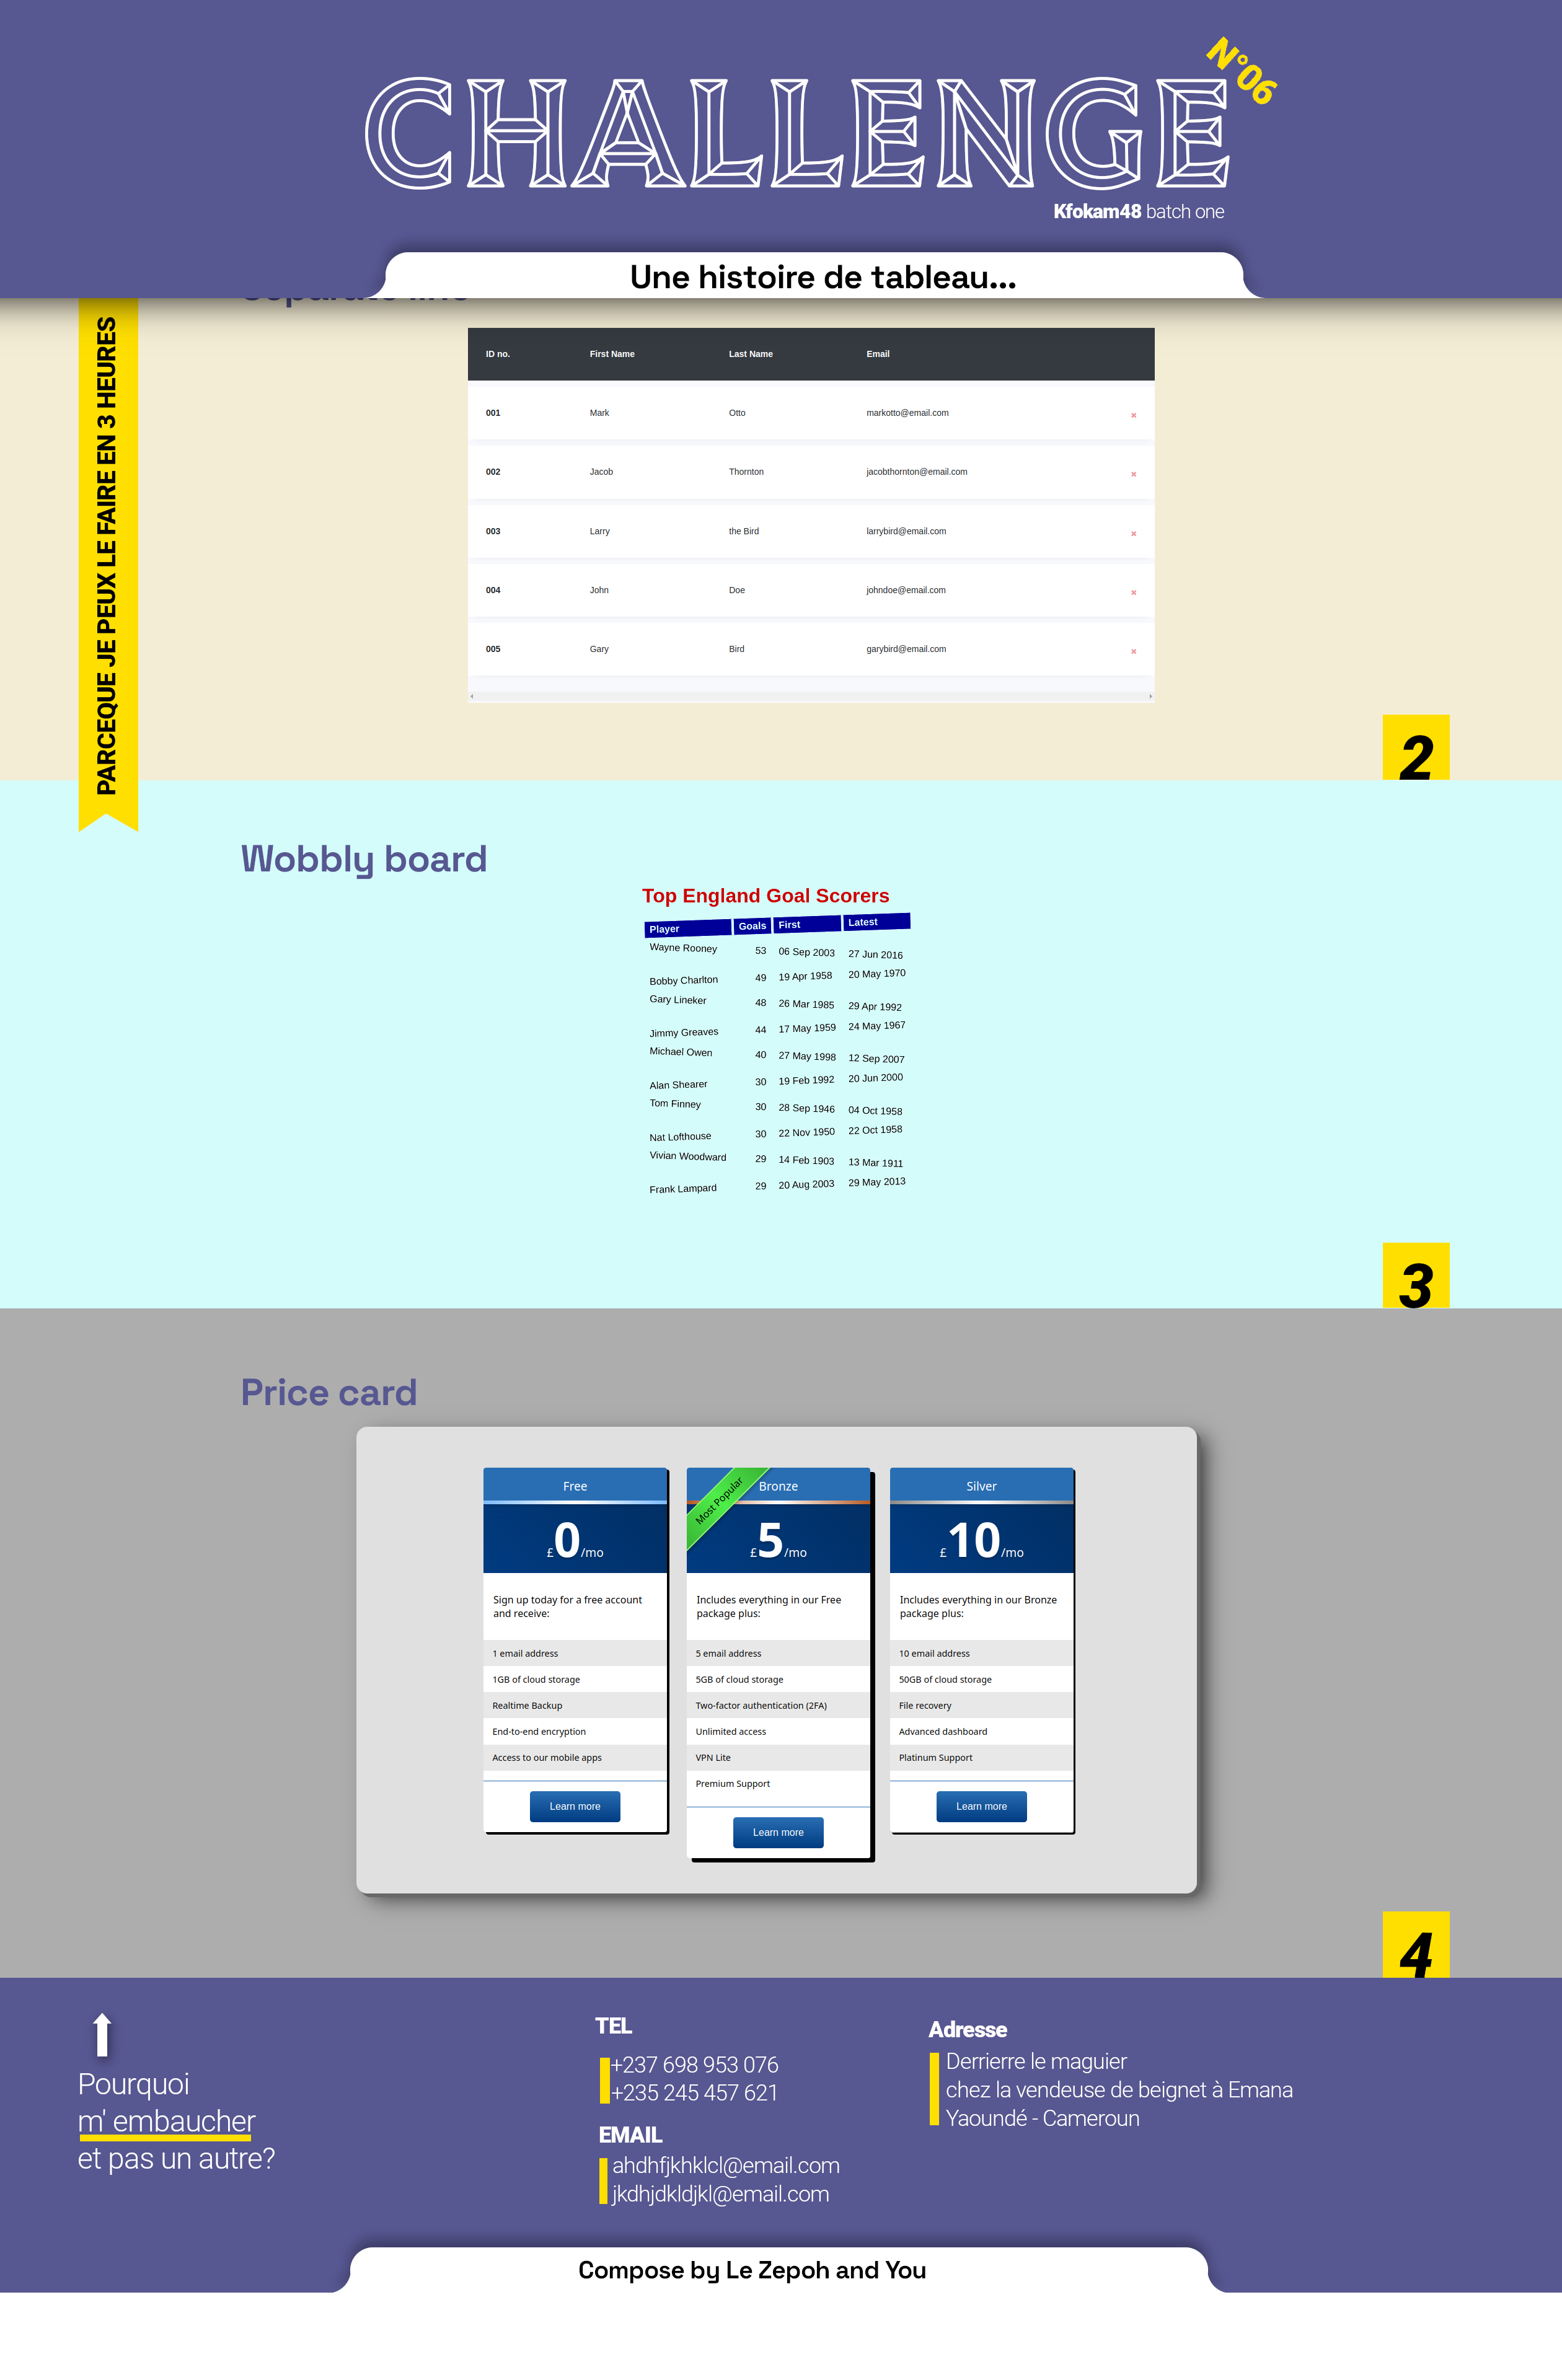 N°06
CHALLENGE
Kfokam48 batch one
Une histoire de tableau...
PARCEQUE JE PEUX LE FAIRE EN 3 HEURES
ID no. First Name Last Name Email
001 Mark Otto markotto@email.com
002 Jacob Thornton jacobthornton@email.com
003 Larry the Bird larrybird@email.com
004 John Doe johndoe@email.com
005 Gary Bird garybird@email.com
2
Wobbly board
Top England Goal Scorers
Player Goals First Latest
Wayne Rooney 53 06 Sep 2003 27 Jun 2016
Bobby Charlton 49 19 Apr 1958 20 May 1970
Gary Lineker 48 26 Mar 1985 29 Apr 1992
Jimmy Greaves 44 17 May 1959 24 May 1967
Michael Owen 40 27 May 1998 12 Sep 2007
Alan Shearer 30 19 Feb 1992 20 Jun 2000
Tom Finney 30 28 Sep 1946 04 Oct 1958
Nat Lofthouse 30 22 Nov 1950 22 Oct 1958
Vivian Woodward 29 14 Feb 1903 13 Mar 1911
Frank Lampard 29 20 Aug 2003 29 May 2013
3
Price card
Free
£0/mo
Sign up today for a free account
and receive:
1 email address
1GB of cloud storage
Realtime Backup
End-to-end encryption
Access to our mobile apps
Learn more
Most Popular
Bronze
£5/mo
Includes everything in our Free
package plus:
5 email address
5GB of cloud storage
Two-factor authentication (2FA)
Unlimited access
VPN Lite
Premium Support
Learn more
Silver
£10/mo
Includes everything in our Bronze
package plus:
10 email address
50GB of cloud storage
File recovery
Advanced dashboard
Platinum Support
Learn more
4
Pourquoi
m' embaucher
et pas un autre?
TEL
+237 698 953 076
+235 245 457 621
EMAIL
ahdhfjkhklcl@email.com
jkdhjdkldjkl@email.com
Adresse
Derrierre le maguier
chez la vendeuse de beignet à Emana
Yaoundé - Cameroun
Compose by Le Zepoh and You